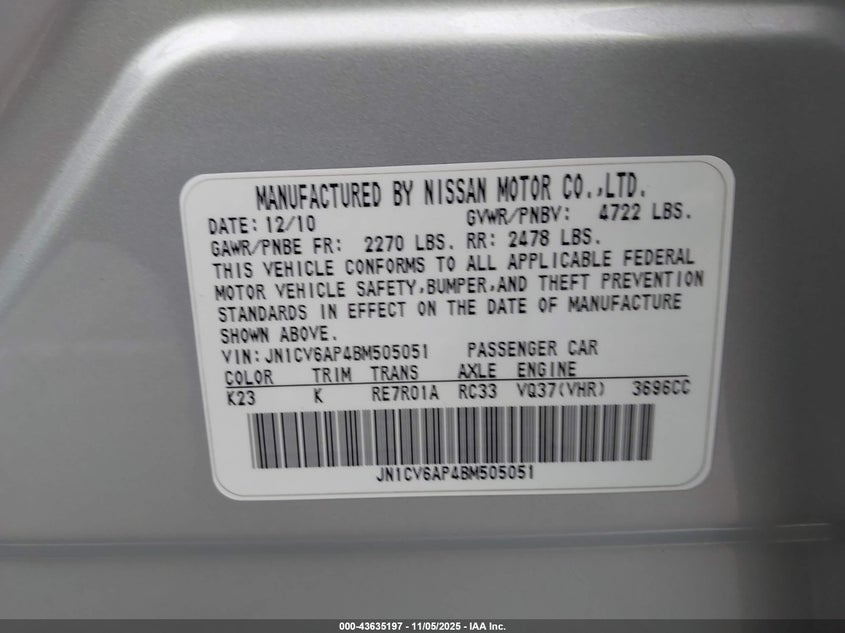 MANUFACTURED BY NISSAN MOTOR CO.,LTD.
DATE: 12/10 GVWR/PNBV: 4722 LBS.
GAWR/PNBE FR: 2270 LBS. RR: 2478 LBS.
THIS VEHICLE CONFORMS TO ALL APPLICABLE FEDERAL
MOTOR VEHICLE SAFETY,BUMPER,AND THEFT PREVENTION
STANDARDS IN EFFECT ON THE DATE OF MANUFACTURE
SHOWN ABOVE.
VIN: JN1CV6AP4BM505051 PASSENGER CAR
COLOR TRIM TRANS AXLE ENGINE
K23 K RE7R01A RC33 VQ37(VHR) 3696CC
JN1CV6AP4BM505051
000-43635197 - 11/05/2025 - IAA Inc.